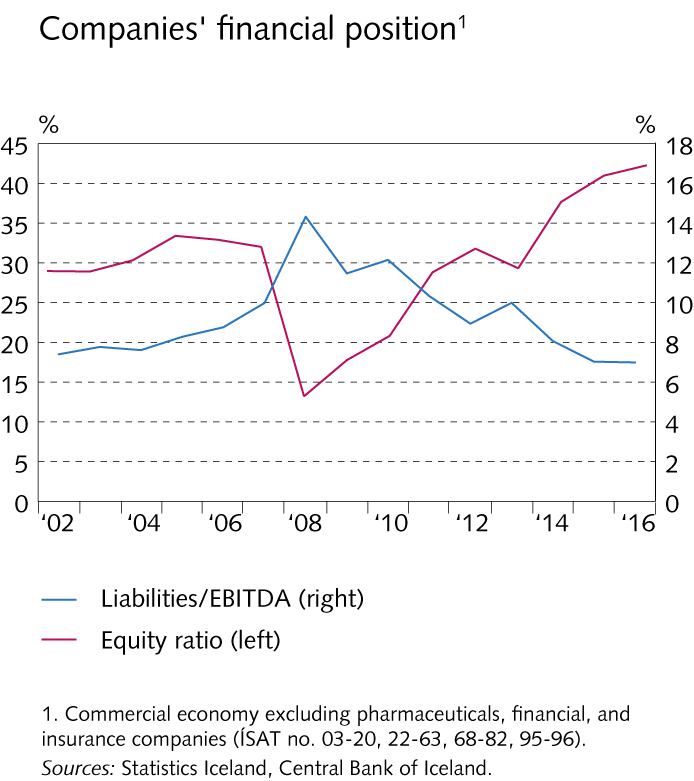 Companies' financial position¹
% %
45 18
40 16
35 14
30 12
25 10
20 8
15 6
10 4
5 2
0 0
‘02 ‘04 ‘06 ‘08 ‘10 ‘12 ‘14 ‘16
Liabilities/EBITDA (right)
Equity ratio (left)
1. Commercial economy excluding pharmaceuticals, financial, and
insurance companies (ÍSAT no. 03-20, 22-63, 68-82, 95-96).
Sources: Statistics Iceland, Central Bank of Iceland.